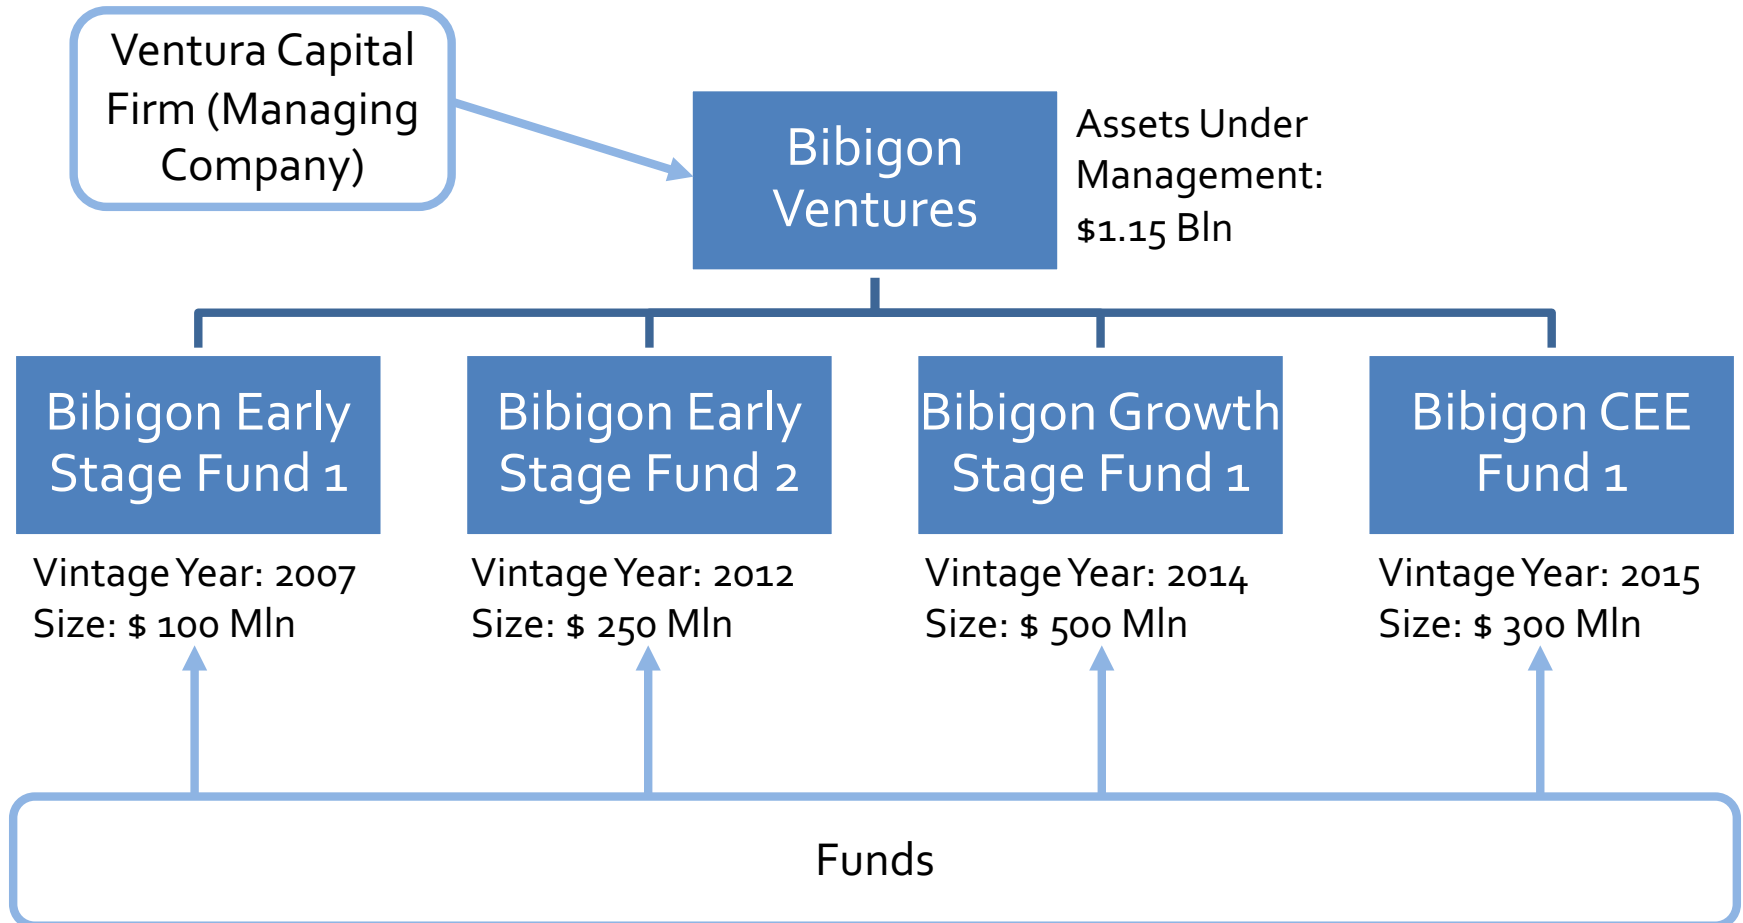 Ventura Capital
Firm (Managing
Company)
Bibigon
Ventures
Assets Under
Management:
$1.15 Bln
Bibigon Early
Stage Fund 1
Bibigon Early
Stage Fund 2
Bibigon Growth
Stage Fund 1
Bibigon CEE
Fund 1
Vintage Year: 2007
Size: $ 100 Mln
Vintage Year: 2012
Size: $ 250 Mln
Vintage Year: 2014
Size: $ 500 Mln
Vintage Year: 2015
Size: $ 300 Mln
Funds